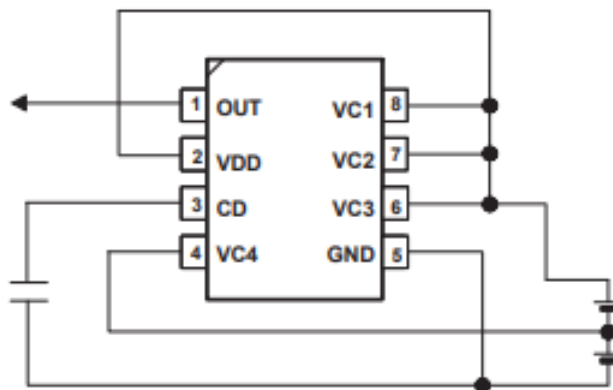 1 OUT VC1 8
2 VDD VC2 7
3 CD VC3 6
4 VC4 GND 5